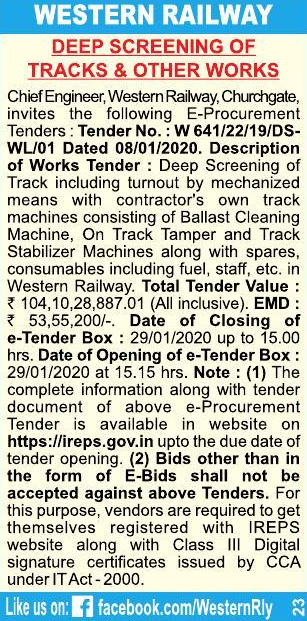 WESTERN RAILWAY
DEEP SCREENING OF
TRACKS & OTHER WORKS
Chief Engineer, Western Railway, Churchgate,
invites the following E-Procurement
Tenders : Tender No. : W 641/22/19/DS-
WL/01 Dated 08/01/2020. Description
of Works Tender : Deep Screening of
Track including turnout by mechanized
means with contractor's own track
machines consisting of Ballast Cleaning
Machine, On Track Tamper and Track
Stabilizer Machines along with spares,
consumables including fuel, staff, etc. in
Western Railway. Total Tender Value :
₹ 104,10,28,887.01 (All inclusive). EMD :
₹ 53,55,200/-. Date of Closing of
e-Tender Box : 29/01/2020 up to 15.00
hrs. Date of Opening of e-Tender Box :
29/01/2020 at 15.15 hrs. Note : (1) The
complete information along with tender
document of above e-Procurement
Tender is available in website on
https://ireps.gov.in upto the due date of
tender opening. (2) Bids other than in
the form of E-Bids shall not be
accepted against above Tenders. For
this purpose, vendors are required to get
themselves registered with IREPS
website along with Class III Digital
signature certificates issued by CCA
under IT Act - 2000.
23
Like us on: f facebook.com/WesternRly